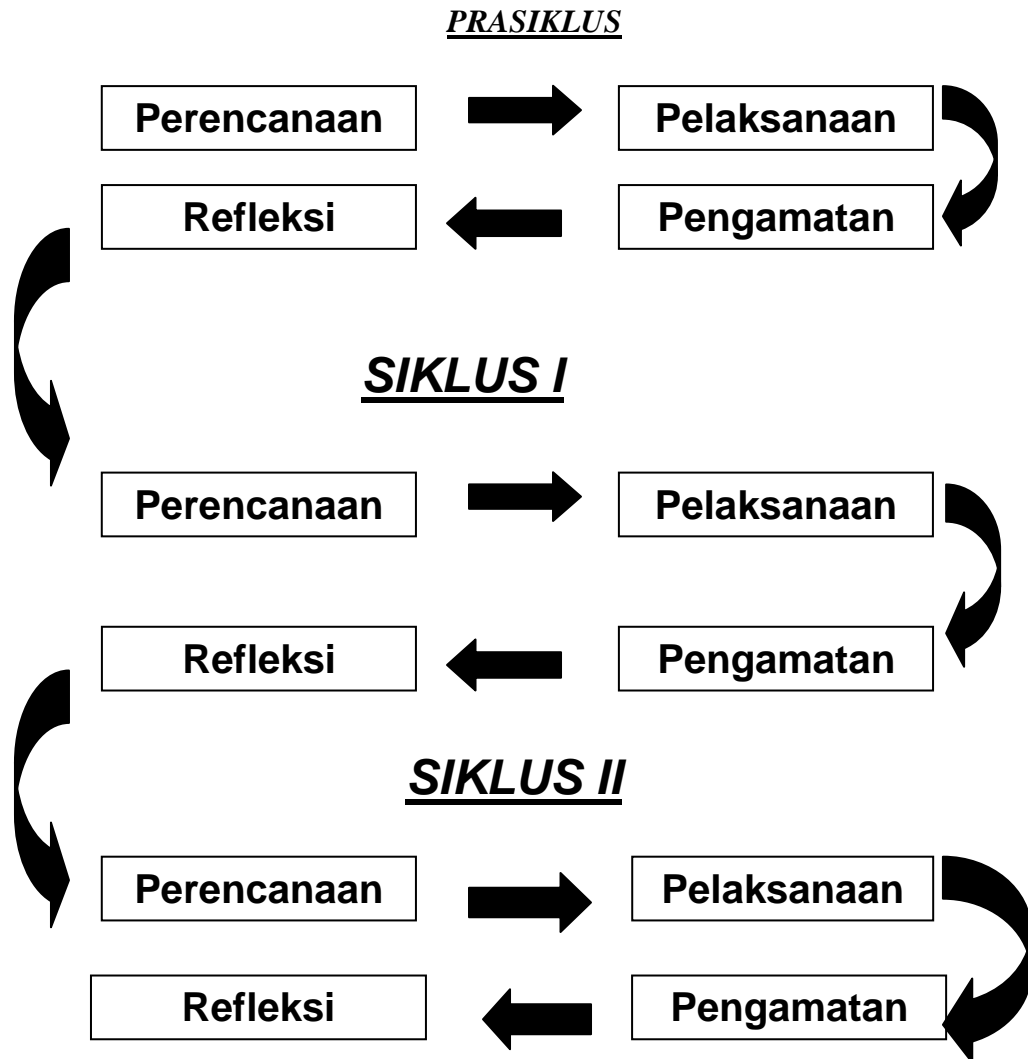 PRASIKLUS
Perencanaan Pelaksanaan
Refleksi Pengamatan
SIKLUS I
Perencanaan Pelaksanaan
Refleksi Pengamatan
SIKLUS II
Perencanaan Pelaksanaan
Refleksi Pengamatan